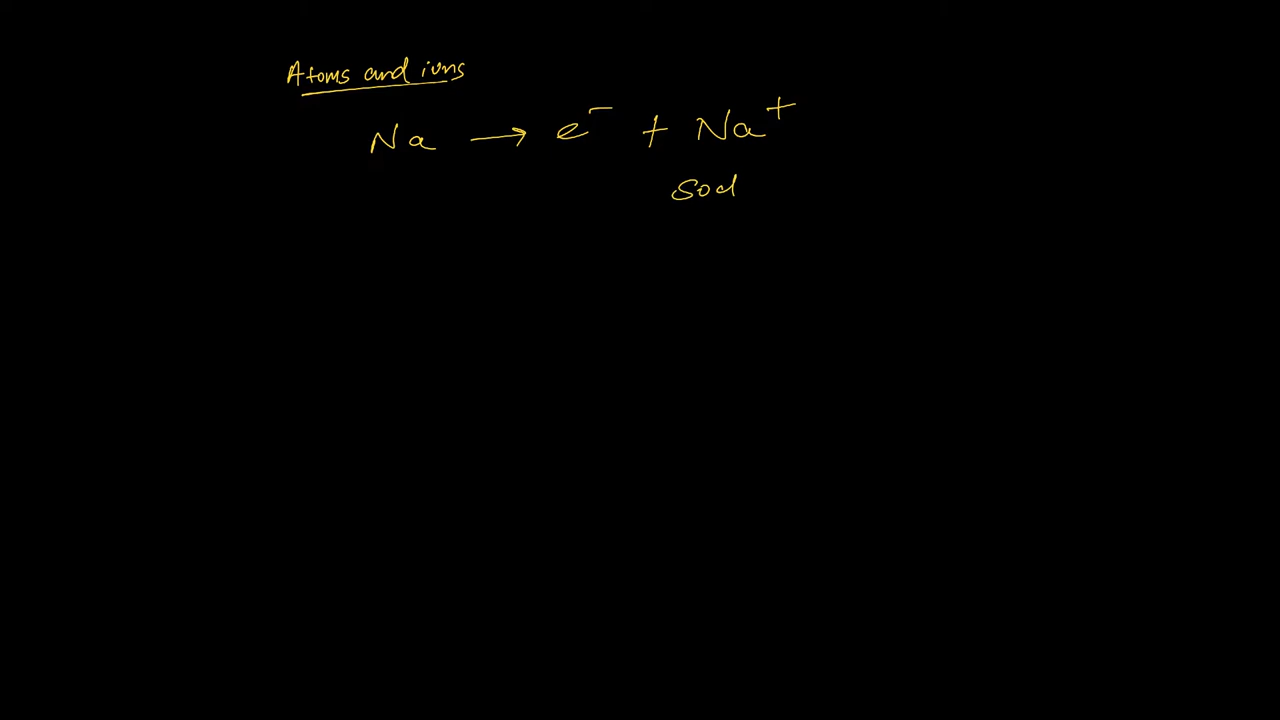 Atoms and ions
Na → e⁻ + Na⁺
Sod